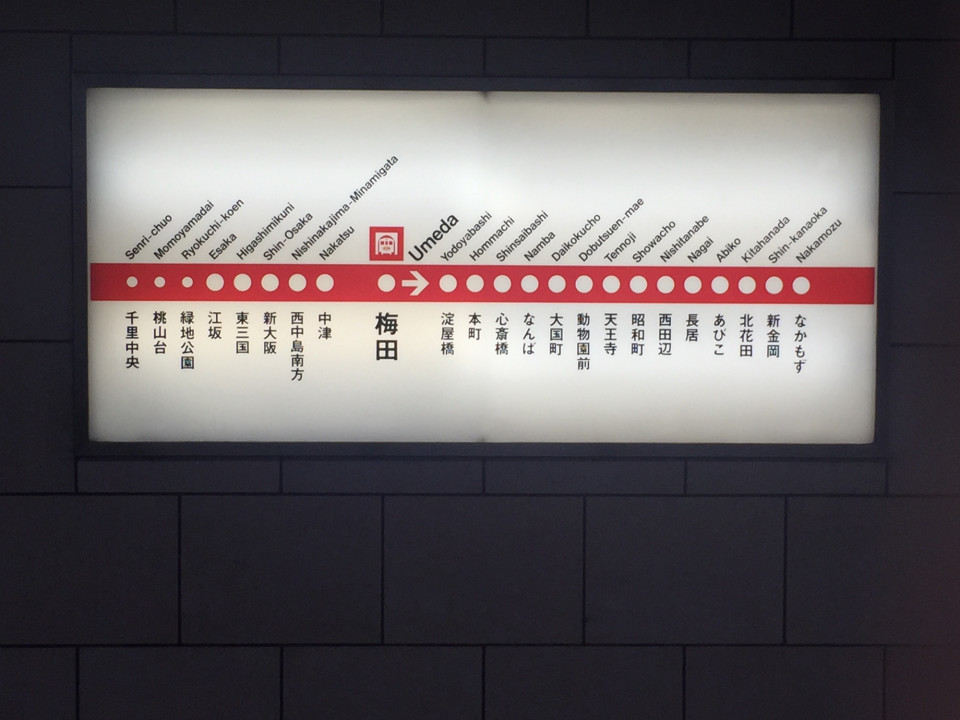 Senri-chuo
Momoyamadai
Ryokuchi-koen
Esaka
Higashimikuni
Shin-Osaka
Nishinakajima-Minamigata
Nakatsu
Umeda
Yodoyabashi
Hommachi
Shinsaibashi
Namba
Daikokucho
Dobutsuen-mae
Tennoji
Showacho
Nishitanabe
Nagai
Abiko
Kitahanada
Shin-kanaoka
Nakamozu
千里中央
桃山台
緑地公園
江坂
東三国
新大阪
西中島南方
中津
梅田
淀屋橋
本町
心斎橋
なんば
大国町
動物園前
天王寺
昭和町
西田辺
長居
あびこ
北花田
新金岡
なかもず